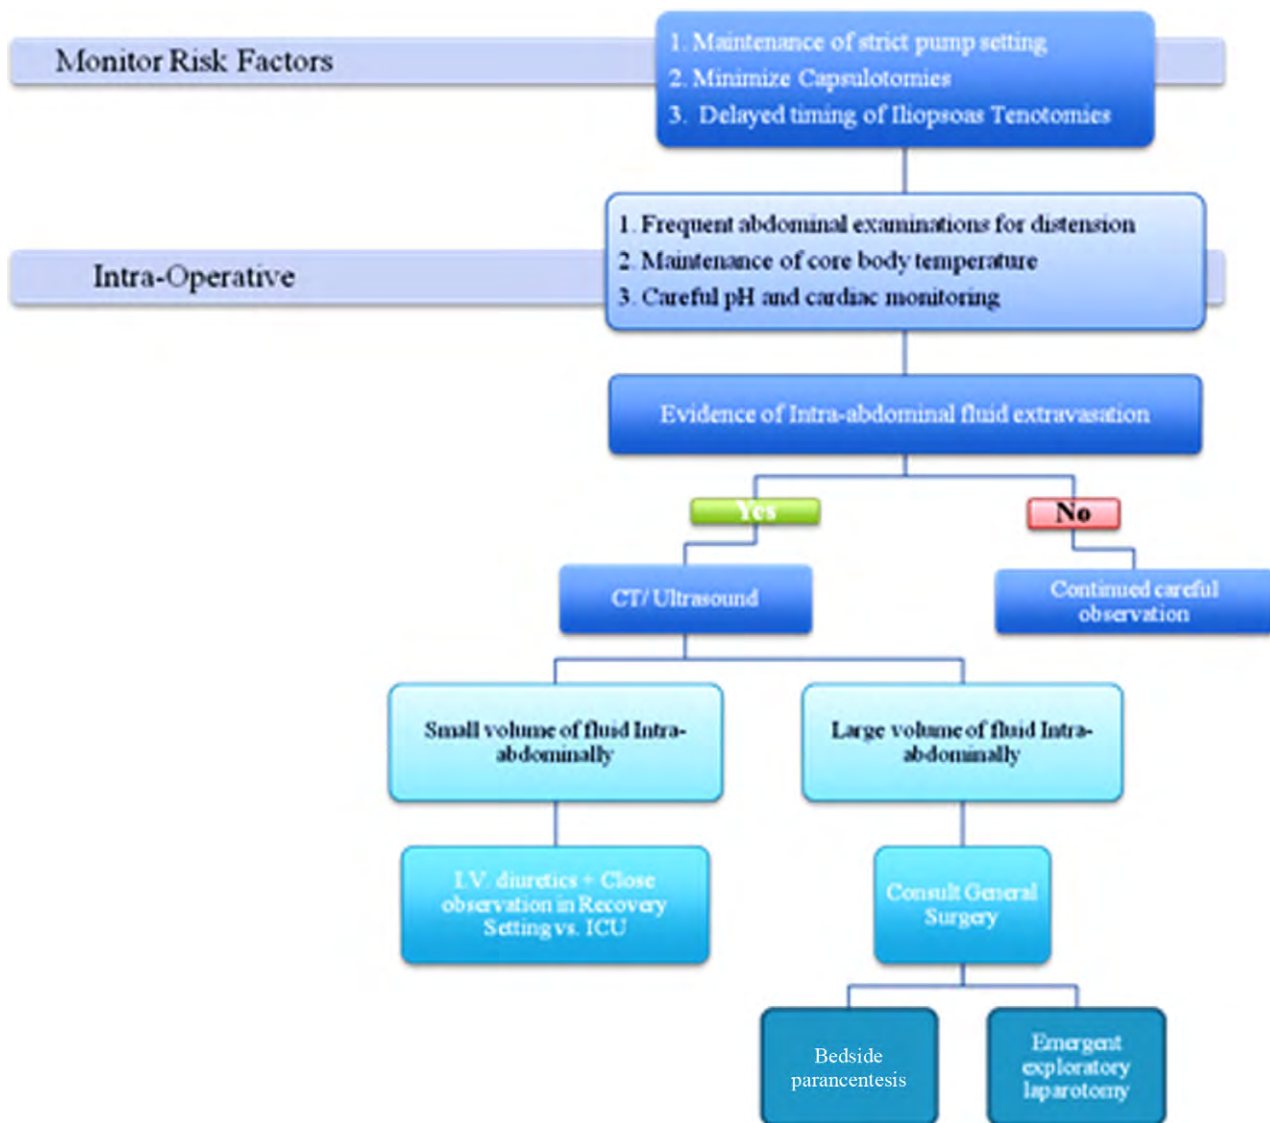 Monitor Risk Factors
1. Maintenance of strict pump setting
2. Minimize Capsulotomies
3. Delayed timing of Iliopsoas Tenotomies
Intra-Operative
1. Frequent abdominal examinations for distension
2. Maintenance of core body temperature
3. Careful pH and cardiac monitoring
Evidence of Intra-abdominal fluid extravasation
Yes
No
CT/ Ultrasound
Continued careful
observation
Small volume of fluid Intra-
abdominally
Large volume of fluid Intra-
abdominally
I.V. diuretics + Close
observation in Recovery
Setting vs. ICU
Consult General
Surgery
Bedside
parancentesis
Emergent
exploratory
laparotomy